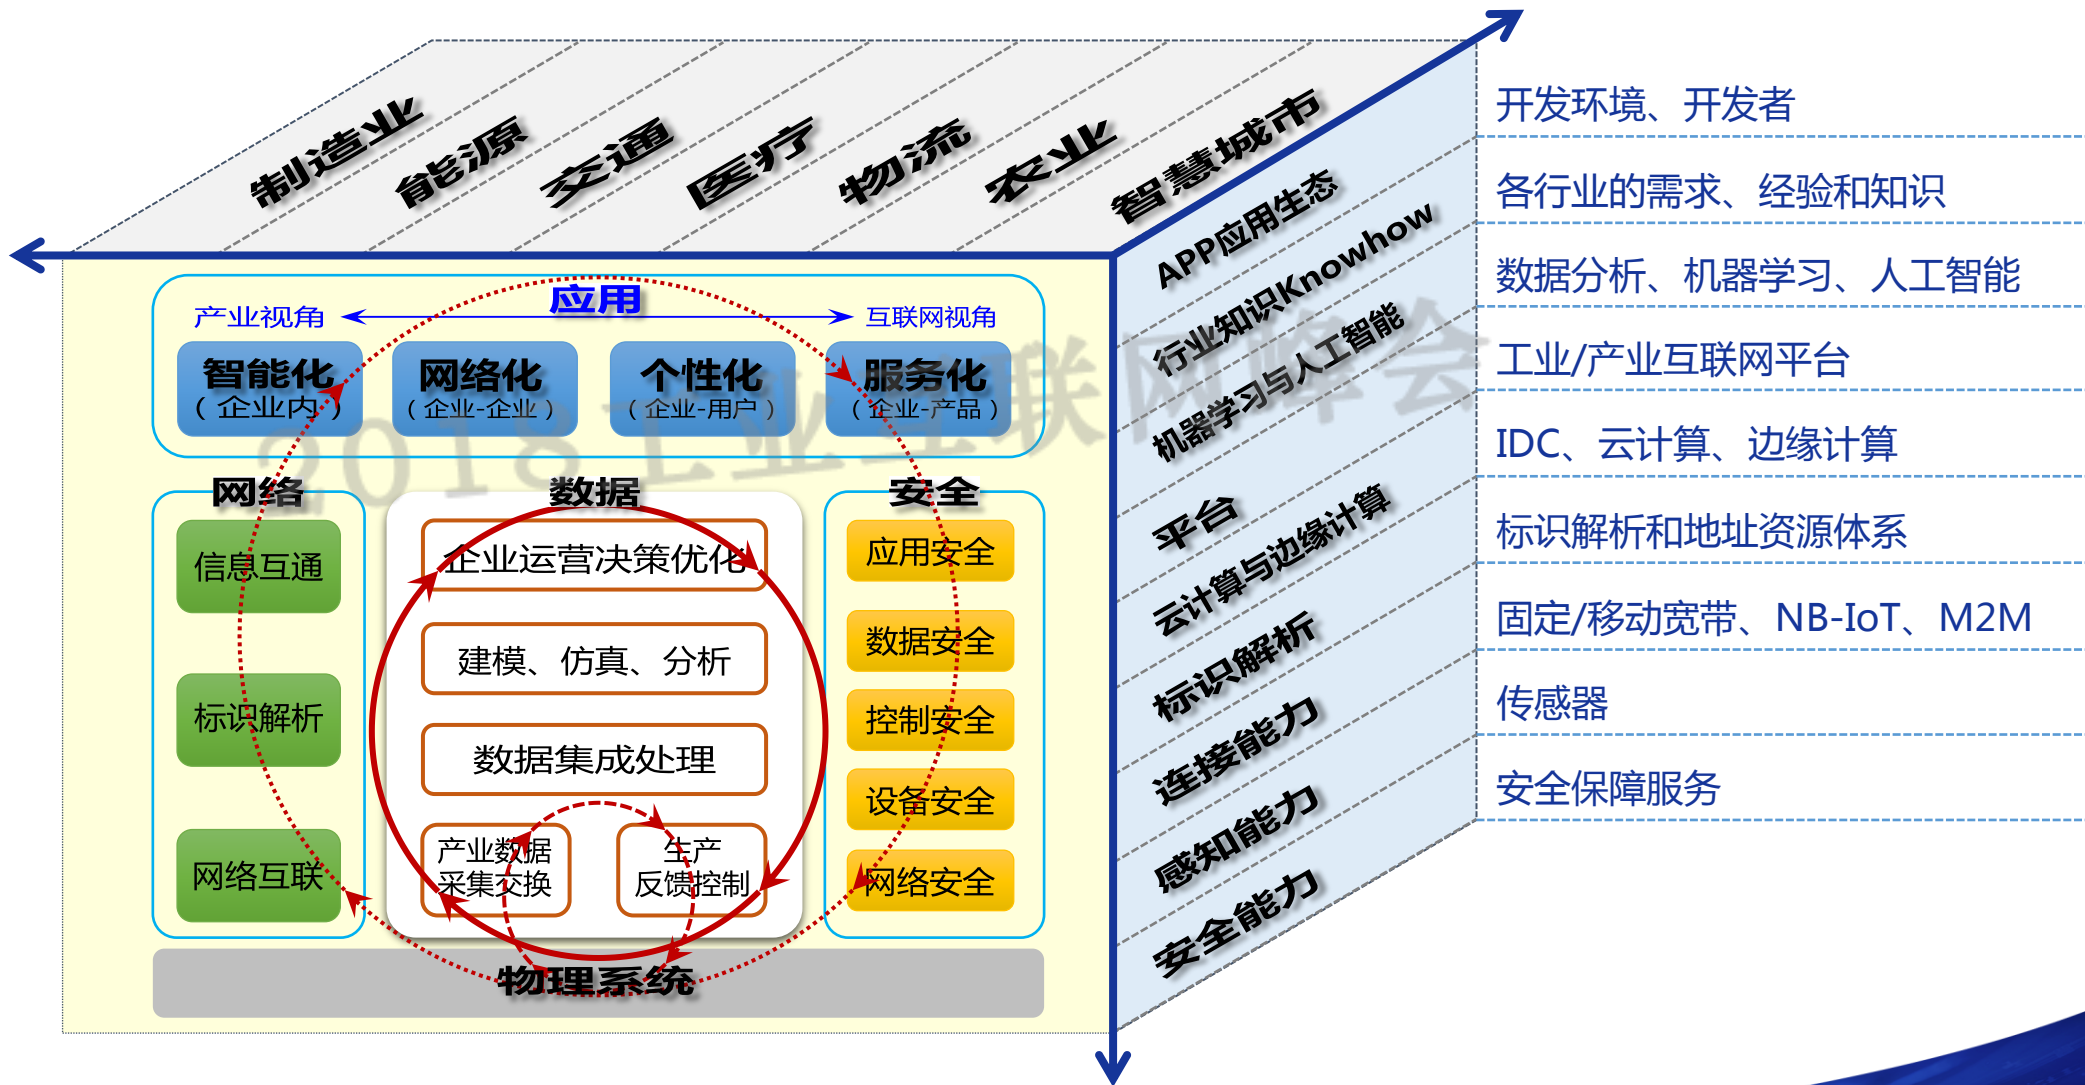 制造业
能源
交通
医疗
物流
农业
智慧城市
应用
产业视角
互联网视角
智能化
（企业内）
网络化
（企业-企业）
个性化
（企业-用户）
服务化
（企业-产品）
网络
信息互通
标识解析
网络互联
数据
企业运营决策优化
建模、仿真、分析
数据集成处理
产业数据
采集交换
生产
反馈控制
安全
应用安全
数据安全
控制安全
设备安全
网络安全
物理系统
APP应用生态
行业知识Knowhow
机器学习与人工智能
平台
云计算与边缘计算
标识解析
连接能力
感知能力
安全能力
开发环境、开发者
各行业的需求、经验和知识
数据分析、机器学习、人工智能
工业/产业互联网平台
IDC、云计算、边缘计算
标识解析和地址资源体系
固定/移动宽带、NB-IoT、M2M
传感器
安全保障服务
2018工业互联网峰会